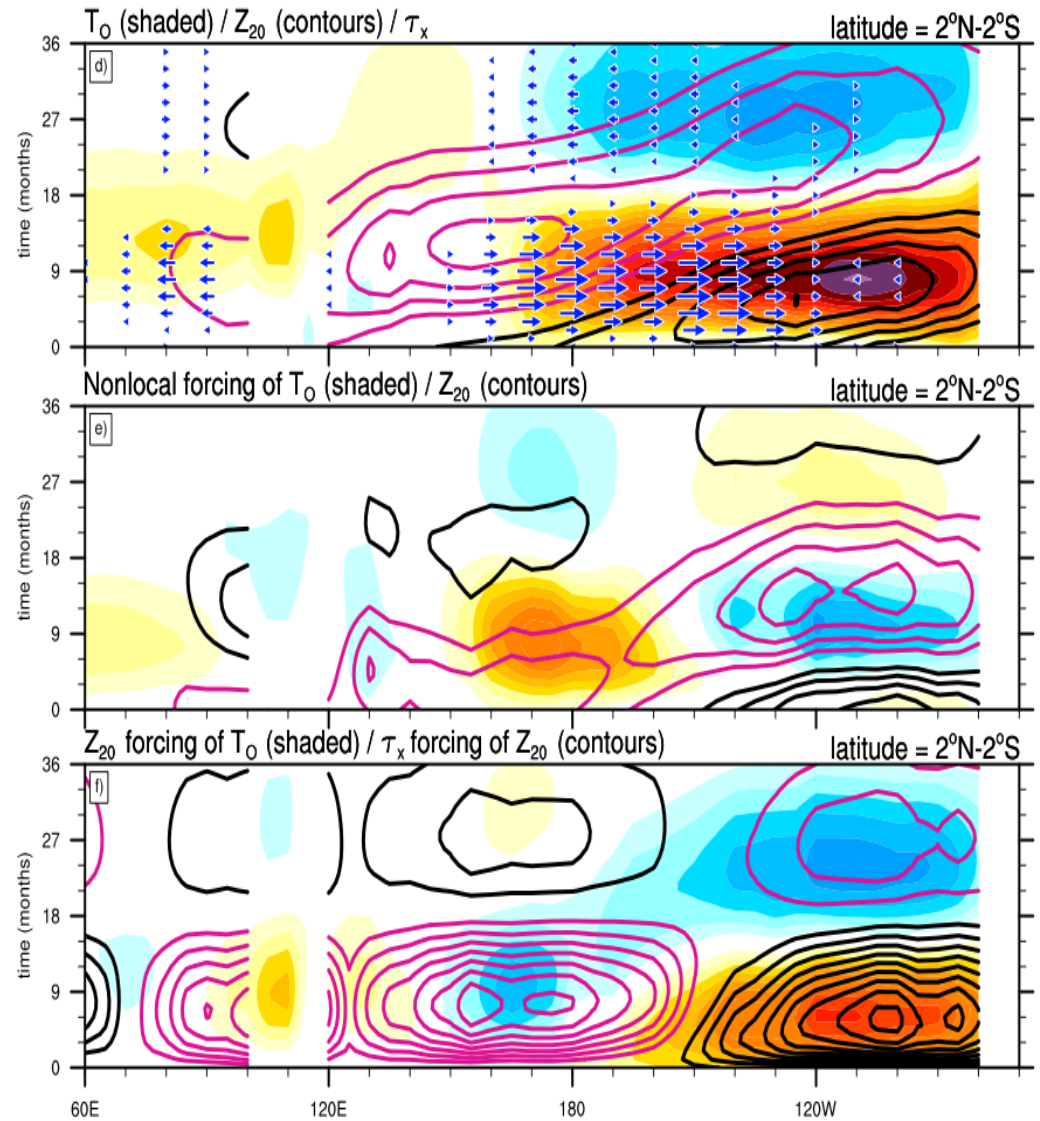 T_O (shaded) / Z_20 (contours) / τ_x latitude = 2°N-2°S
d)
36
27
18
9
0
time (months)
Nonlocal forcing of T_O (shaded) / Z_20 (contours) latitude = 2°N-2°S
e)
36
27
18
9
0
time (months)
Z_20 forcing of T_O (shaded) / τ_x forcing of Z_20 (contours) latitude = 2°N-2°S
f)
36
27
18
9
0
time (months)
60E 120E 180 120W